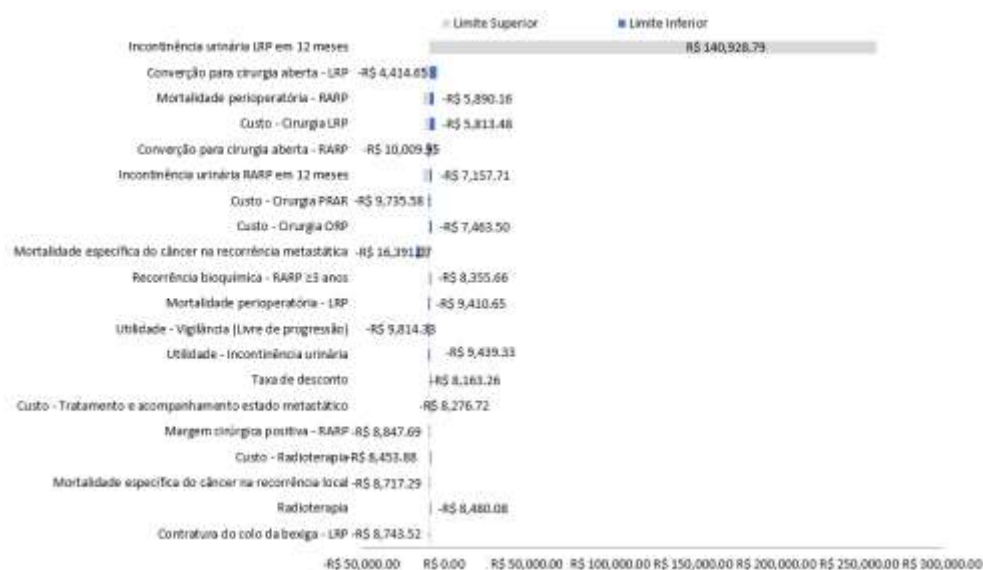 Limite Superior Limite Inferior
Incontinência urinária LRP em 12 meses R$ 140,928.79
Converção para cirurgia aberta - LRP -R$ 4,414.65
Mortalidade perioperatória - RARP -R$ 5,890.16
Custo - Cirurgia LRP -R$ 5,813.48
Converção para cirurgia aberta - RARP -R$ 10,009.95
Incontinência urinária RARP em 12 meses -R$ 7,157.71
Custo - Cirurgia PRAR -R$ 9,735.58
Custo - Cirurgia ORP -R$ 7,463.50
Mortalidade específica do câncer na recorrência metastática -R$ 16,391.07
Recorrência bioquímica - RARP ≥3 anos -R$ 8,355.66
Mortalidade perioperatória - LRP -R$ 9,410.65
Utilidade - Vigilância (Livre de progressão) -R$ 9,814.33
Utilidade - Incontinência urinária -R$ 9,439.33
Taxa de desconto -R$ 8,163.26
Custo - Tratamento e acompanhamento estado metastático -R$ 8,276.72
Margem cirúrgica positiva - RARP -R$ 8,847.69
Custo - Radioterapia -R$ 8,453.88
Mortalidade específica do câncer na recorrência local -R$ 8,717.29
Radioterapia -R$ 8,480.08
Contratura do colo da bexiga - LRP -R$ 8,743.52
-R$ 50,000.00 R$ 0.00 R$ 50,000.00 R$ 100,000.00 R$ 150,000.00 R$ 200,000.00 R$ 250,000.00 R$ 300,000.00